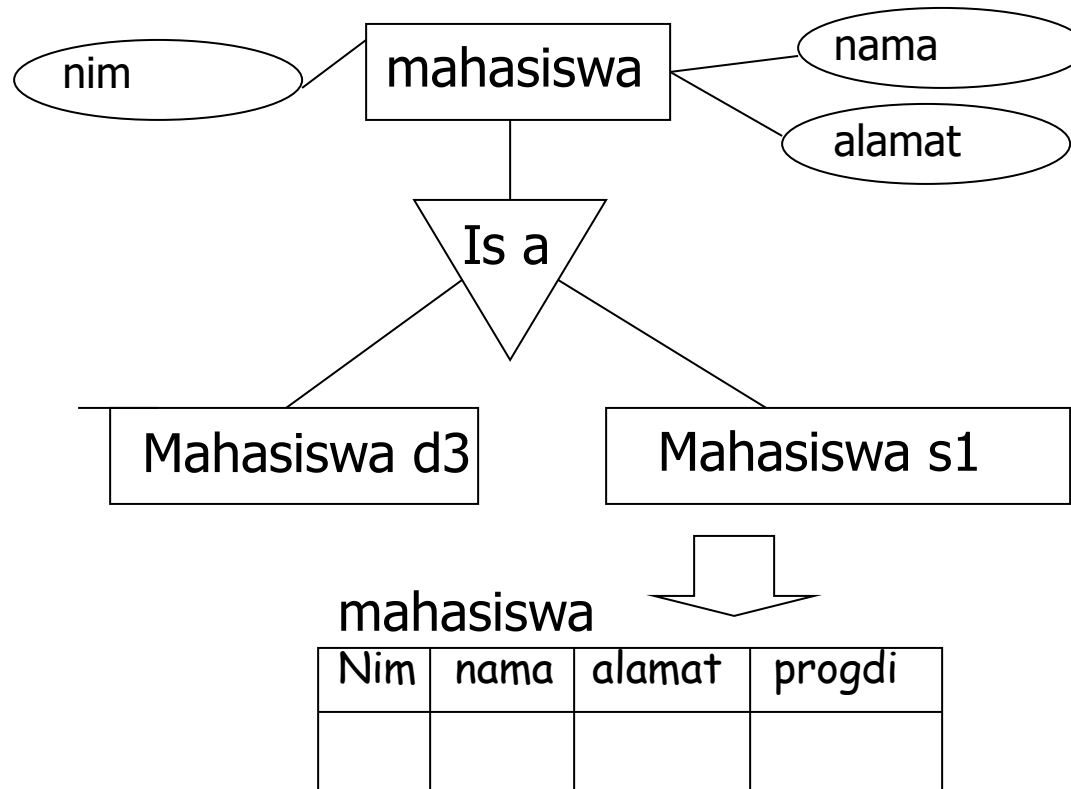 nim
mahasiswa
nama
alamat
Is a
Mahasiswa d3
Mahasiswa s1
mahasiswa
Nim nama alamat progdi